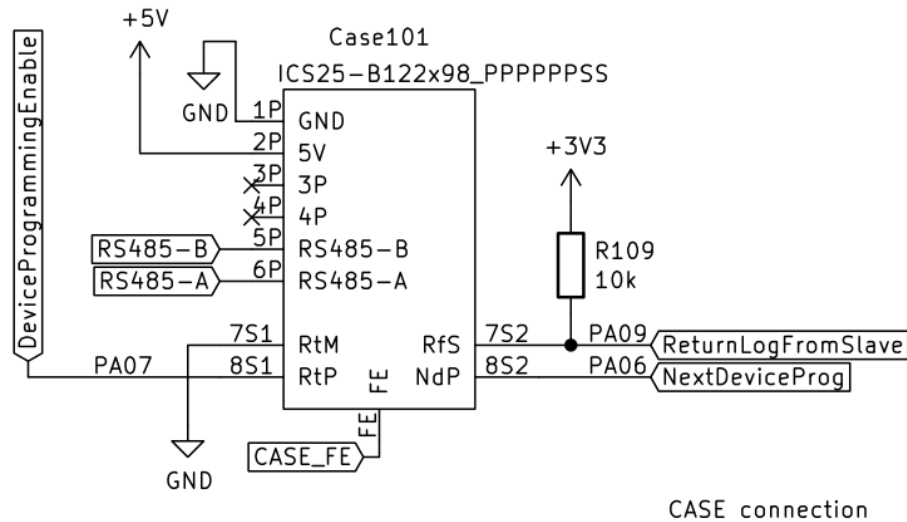 +5V
Case101
ICS25-B122x98_PPPPPPSS
GND
DeviceProgrammingEnable
1P GND
2P 5V
+3V3
3P 3P
4P 4P
RS485-B 5P RS485-B
RS485-A 6P RS485-A
R109
10k
7S1 RtM RfS 7S2 PA09 ReturnLogFromSlave
PA07 8S1 RtP FE NdP 8S2 PA06 NextDeviceProg
FE
CASE_FE
GND
CASE connection